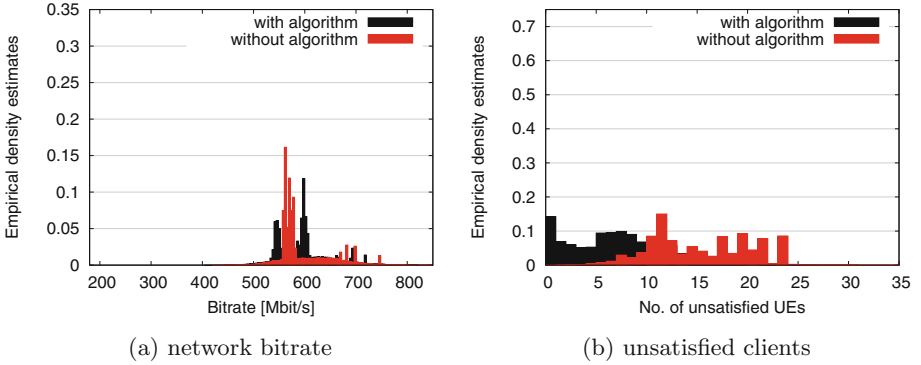 with algorithm
without algorithm
Empirical density estimates
0.35
0.3
0.25
0.2
0.15
0.1
0.05
0
200 300 400 500 600 700 800
Bitrate [Mbit/s]
(a) network bitrate
with algorithm
without algorithm
Empirical density estimates
0.7
0.6
0.5
0.4
0.3
0.2
0.1
0
0 5 10 15 20 25 30 35
No. of unsatisfied UEs
(b) unsatisfied clients